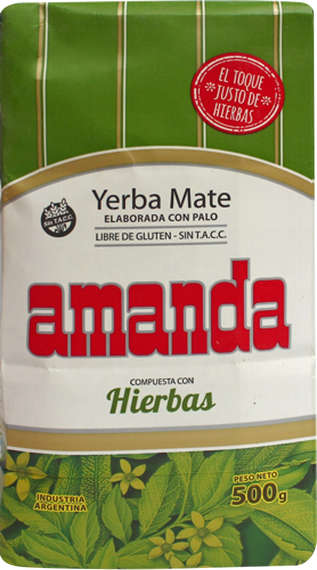 EL TOQUE
JUSTO DE
HIERBAS
Yerba Mate
ELABORADA CON PALO
SIN T.A.C.C.
LIBRE DE GLUTEN - SIN T.A.C.C.
amanda
COMPUESTA CON
Hierbas
INDUSTRIA
ARGENTINA
PESO NETO
500g